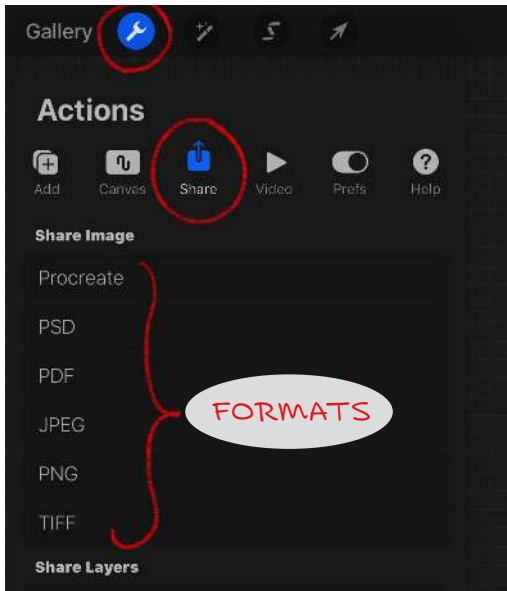 Gallery
Actions
Add Canvas Share Video Prefs Help
Share Image
Procreate
PSD
PDF
FORMATS
JPEG
PNG
TIFF
Share Layers